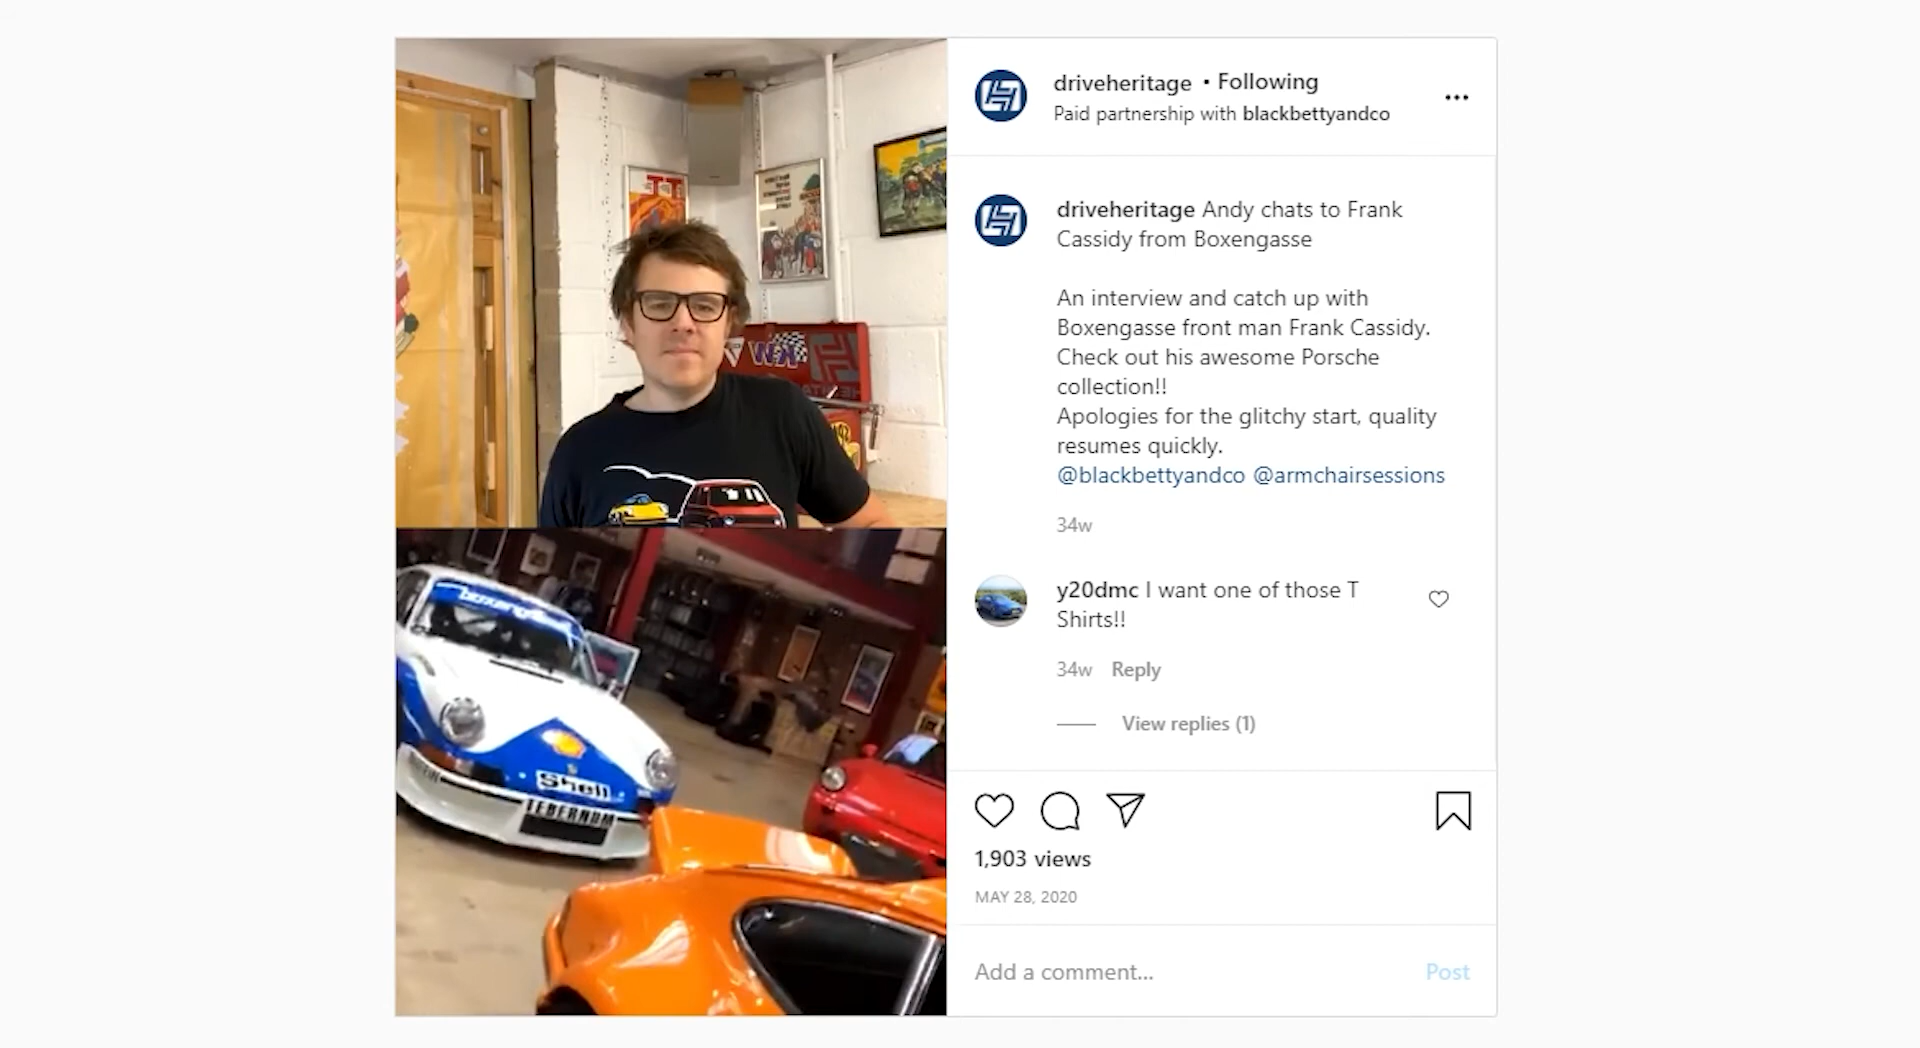 driveheritage • Following
Paid partnership with blackbettyandco
driveheritage Andy chats to Frank
Cassidy from Boxengasse
An interview and catch up with
Boxengasse front man Frank Cassidy.
Check out his awesome Porsche
collection!!
Apologies for the glitchy start, quality
resumes quickly.
@blackbettyandco @armchairsessions
34w
y20dmc I want one of those T
Shirts!!
34w Reply
View replies (1)
1,903 views
MAY 28, 2020
Add a comment...
Post
TT
Shell